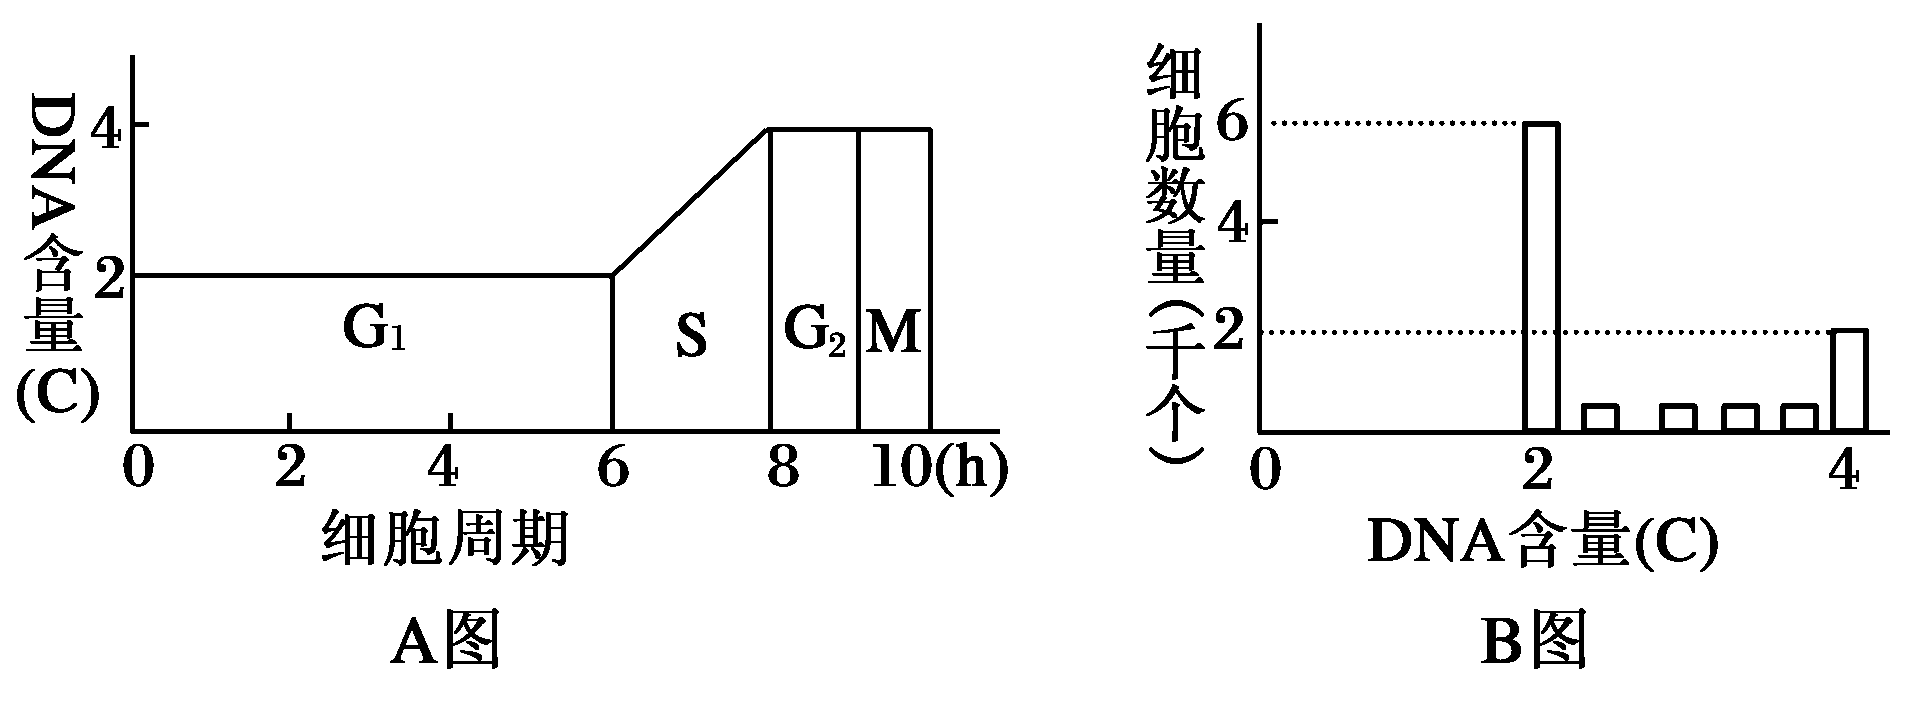 DNA含量(C)
4
2
G₁
S
G₂
M
0 2 4 6 8 10(h)
细胞周期
A图
细胞数量(千个)
6
4
2
0 2 4
DNA含量(C)
B图